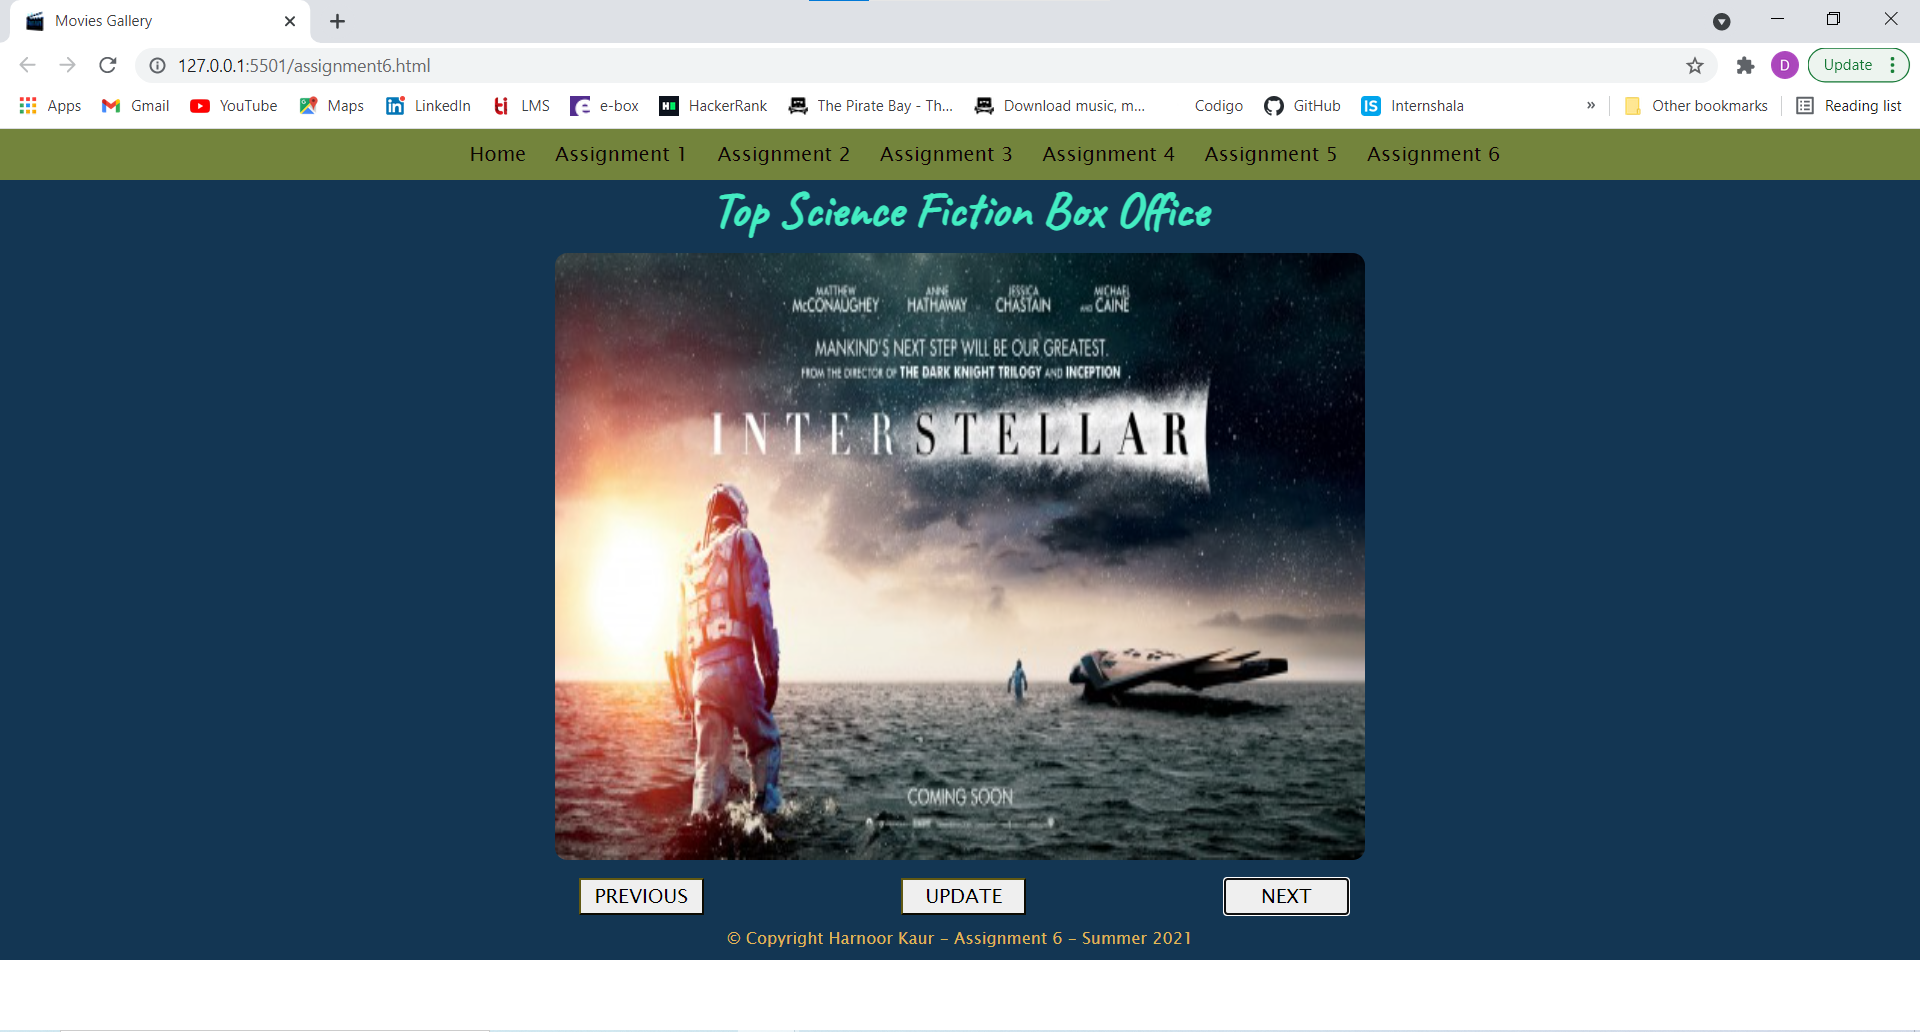 Movies Gallery
127.0.0.1:5501/assignment6.html
D
Update
Apps Gmail YouTube Maps LinkedIn LMS e-box HackerRank The Pirate Bay - Th... Download music, m... Codigo GitHub Internshala » Other bookmarks Reading list
Home Assignment 1 Assignment 2 Assignment 3 Assignment 4 Assignment 5 Assignment 6
Top Science Fiction Box Office
MATTHEW McCONAUGHEY ANNE HATHAWAY JESSICA CHASTAIN AND MICHAEL CAINE
MANKIND'S NEXT STEP WILL BE OUR GREATEST.
FROM THE DIRECTOR OF THE DARK KNIGHT TRILOGY AND INCEPTION
INTERSTELLAR
COMING SOON
PREVIOUS UPDATE NEXT
© Copyright Harnoor Kaur - Assignment 6 - Summer 2021